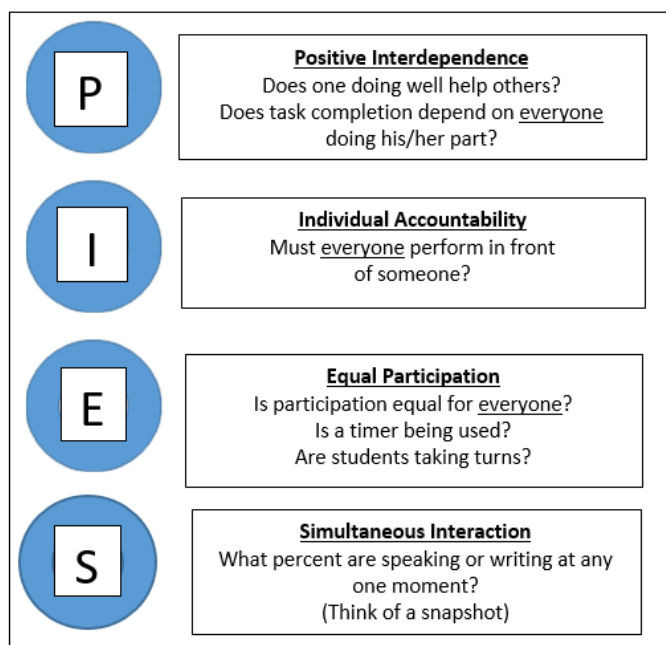 P
Positive Interdependence
Does one doing well help others?
Does task completion depend on everyone
doing his/her part?
I
Individual Accountability
Must everyone perform in front
of someone?
E
Equal Participation
Is participation equal for everyone?
Is a timer being used?
Are students taking turns?
S
Simultaneous Interaction
What percent are speaking or writing at any
one moment?
(Think of a snapshot)